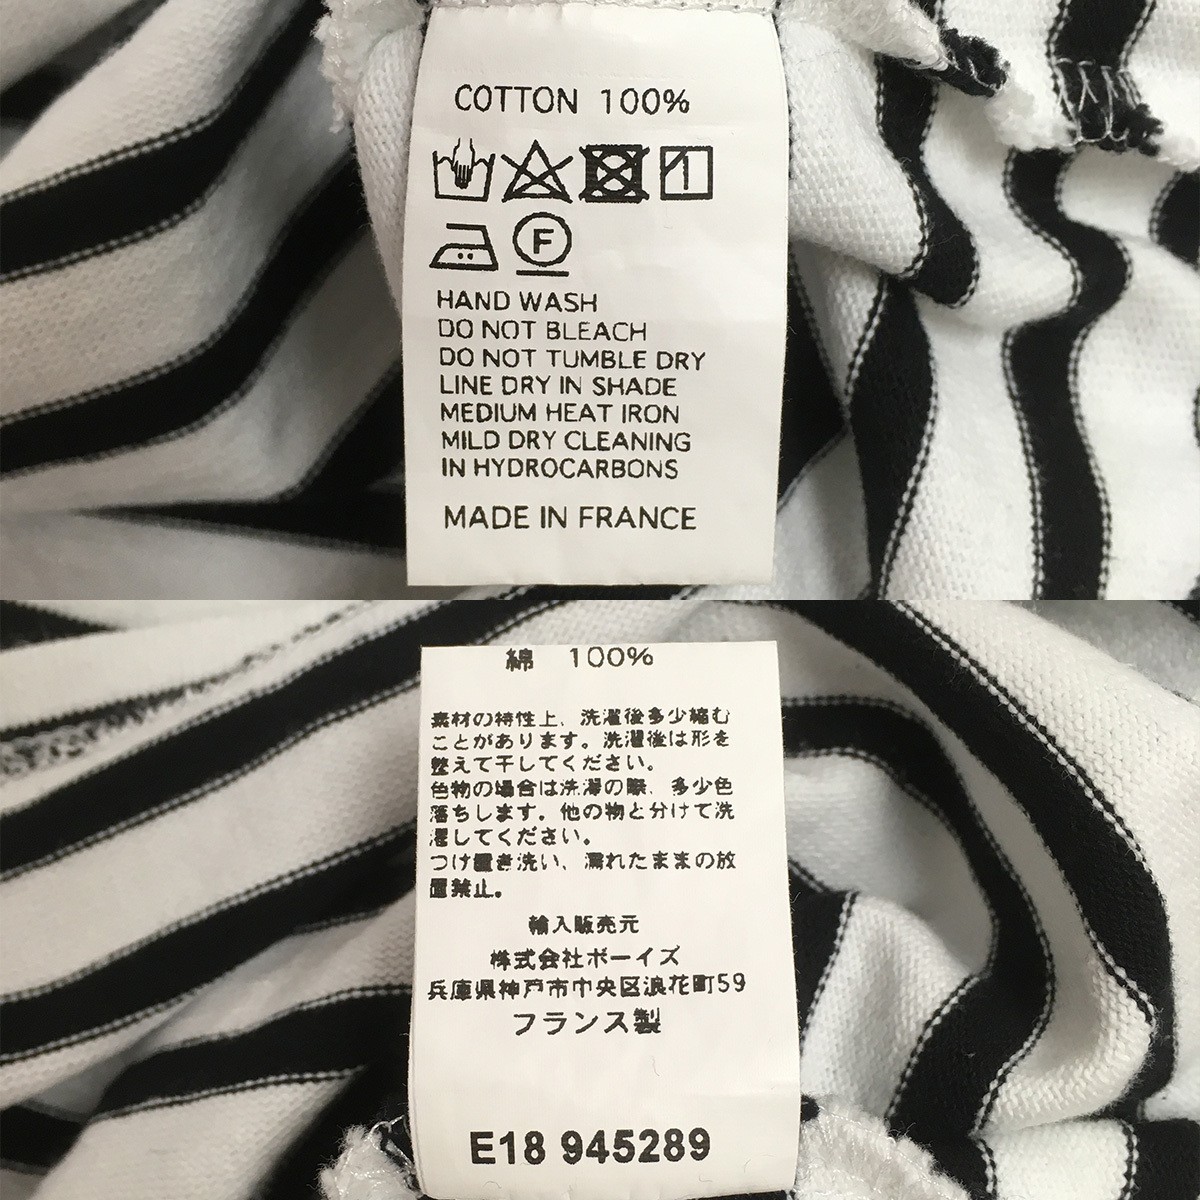 COTTON 100%
F
HAND WASH
DO NOT BLEACH
DO NOT TUMBLE DRY
LINE DRY IN SHADE
MEDIUM HEAT IRON
MILD DRY CLEANING
IN HYDROCARBONS
MADE IN FRANCE
綿 100%
素材の特性上、洗濯後多少縮む
ことがあります。洗濯後は形を
整えて干してください。
色物の場合は洗濯の際、多少色
落ちします。他の物と分けて洗
濯してください。
つけ置き洗い、濡れたままの放
置禁止。
輸入販売元
株式会社ボーイズ
兵庫県神戸市中央区浪花町59
フランス製
E18 945289